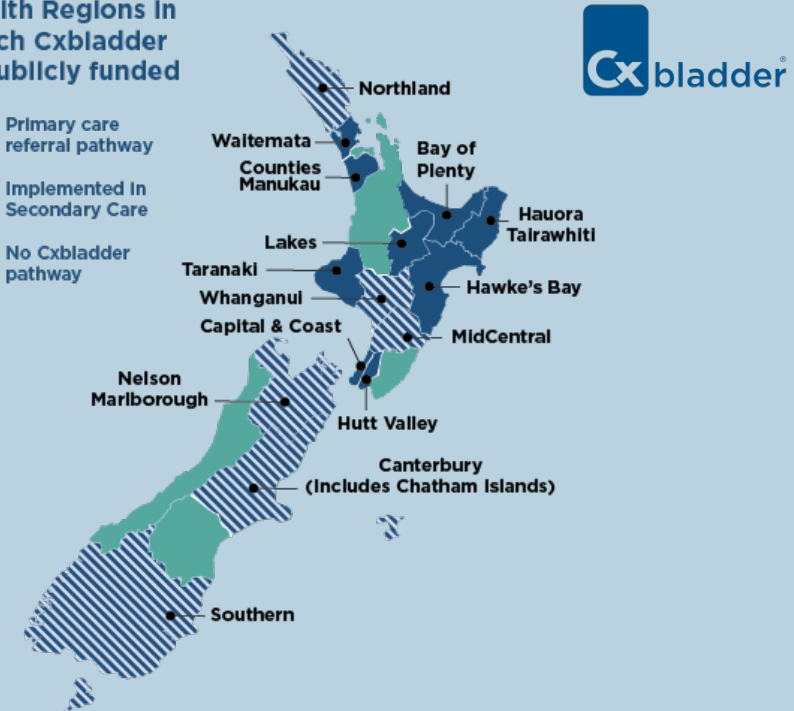 lth Regions in
ch Cxbladder
ublicly funded
Primary care
referral pathway
Implemented in
Secondary Care
No Cxbladder
pathway
Cxbladder®
Northland
Waitemata
Counties
Manukau
Bay of
Plenty
Hauora
Tairawhiti
Lakes
Taranaki
Hawke's Bay
Whanganui
Capital & Coast
MidCentral
Nelson
Marlborough
Hutt Valley
Canterbury
(Includes Chatham Islands)
Southern